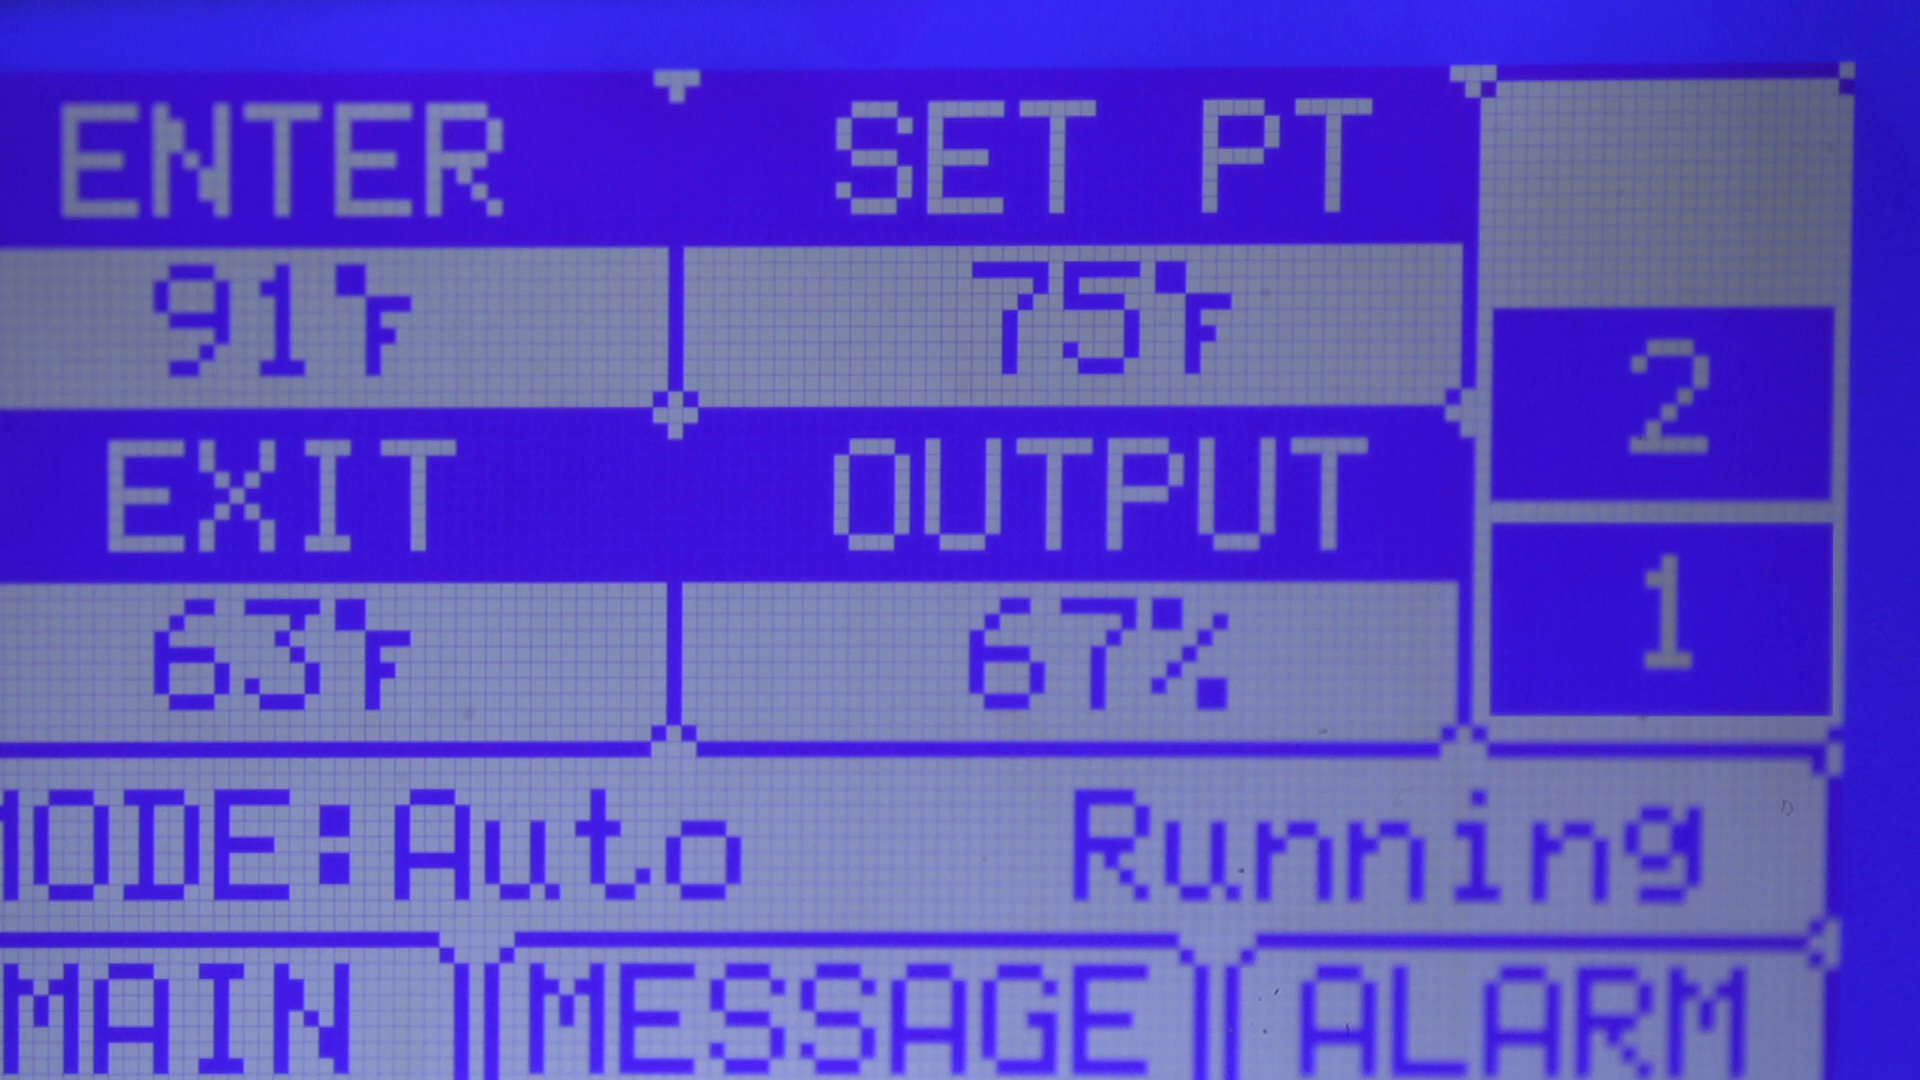 ENTER SET PT
91°F 75°F
2
EXIT OUTPUT
63°F 67%
1
MODE:Auto Running
MAIN MESSAGE ALARM